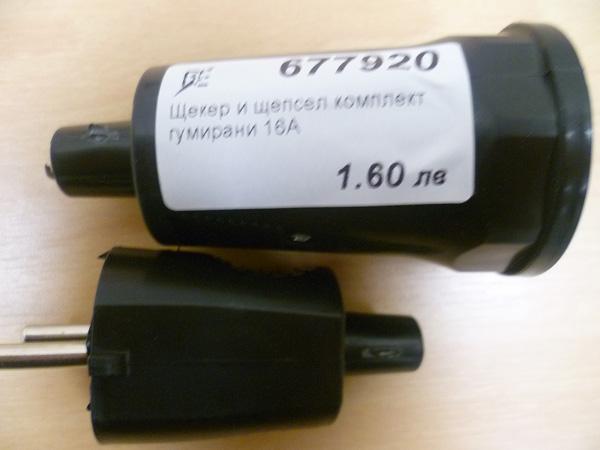 677920
Щекер и щепсел комплект
гумирани 16А
1.60 лв